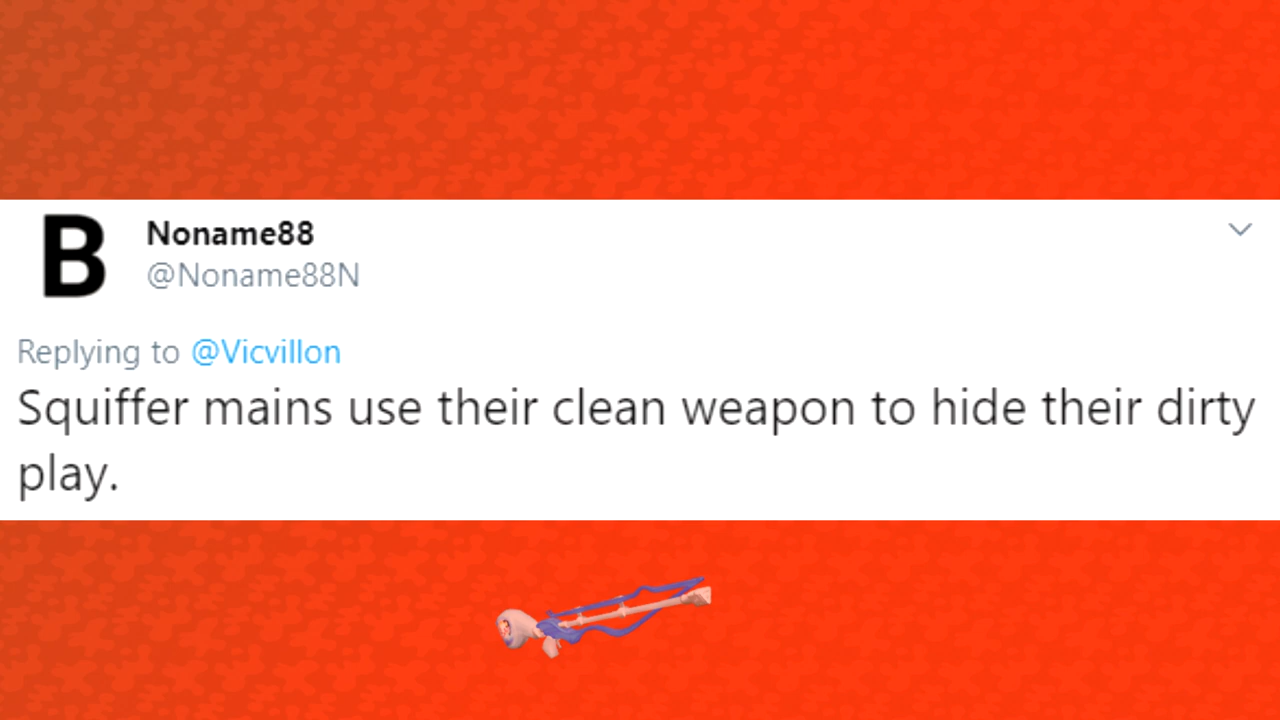 B
Noname88
@Noname88N
Replying to @Vicvillon
Squiffer mains use their clean weapon to hide their dirty
play.